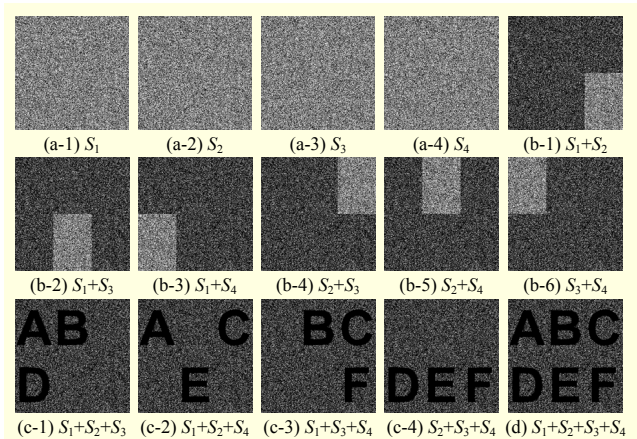 (a-1) S₁ (a-2) S₂ (a-3) S₃ (a-4) S₄ (b-1) S₁+S₂
(b-2) S₁+S₃ (b-3) S₁+S₄ (b-4) S₂+S₃ (b-5) S₂+S₄ (b-6) S₃+S₄
AB A C BC ABC
D E F DEF DEF
(c-1) S₁+S₂+S₃ (c-2) S₁+S₂+S₄ (c-3) S₁+S₃+S₄ (c-4) S₂+S₃+S₄ (d) S₁+S₂+S₃+S₄